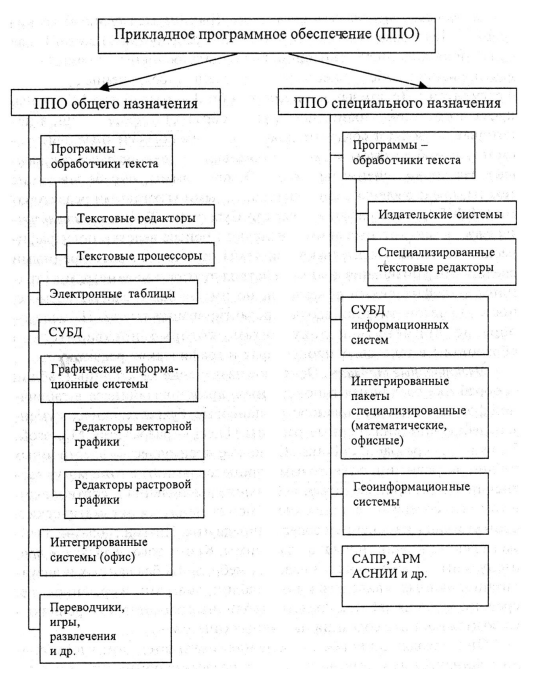 Прикладное программное обеспечение (ППО)
ППО общего назначения
Программы –
обработчики текста
Текстовые редакторы
Текстовые процессоры
Электронные таблицы
СУБД
Графические информа-
ционные системы
Редакторы векторной
графики
Редакторы растровой
графики
Интегрированные
системы (офис)
Переводчики,
игры,
развлечения
и др.
ППО специального назначения
Программы –
обработчики текста
Издательские системы
Специализированные
текстовые редакторы
СУБД
информационных
систем
Интегрированные
пакеты
специализированные
(математические,
офисные)
Геоинформационные
системы
САПР, АРМ
АСНИИ и др.